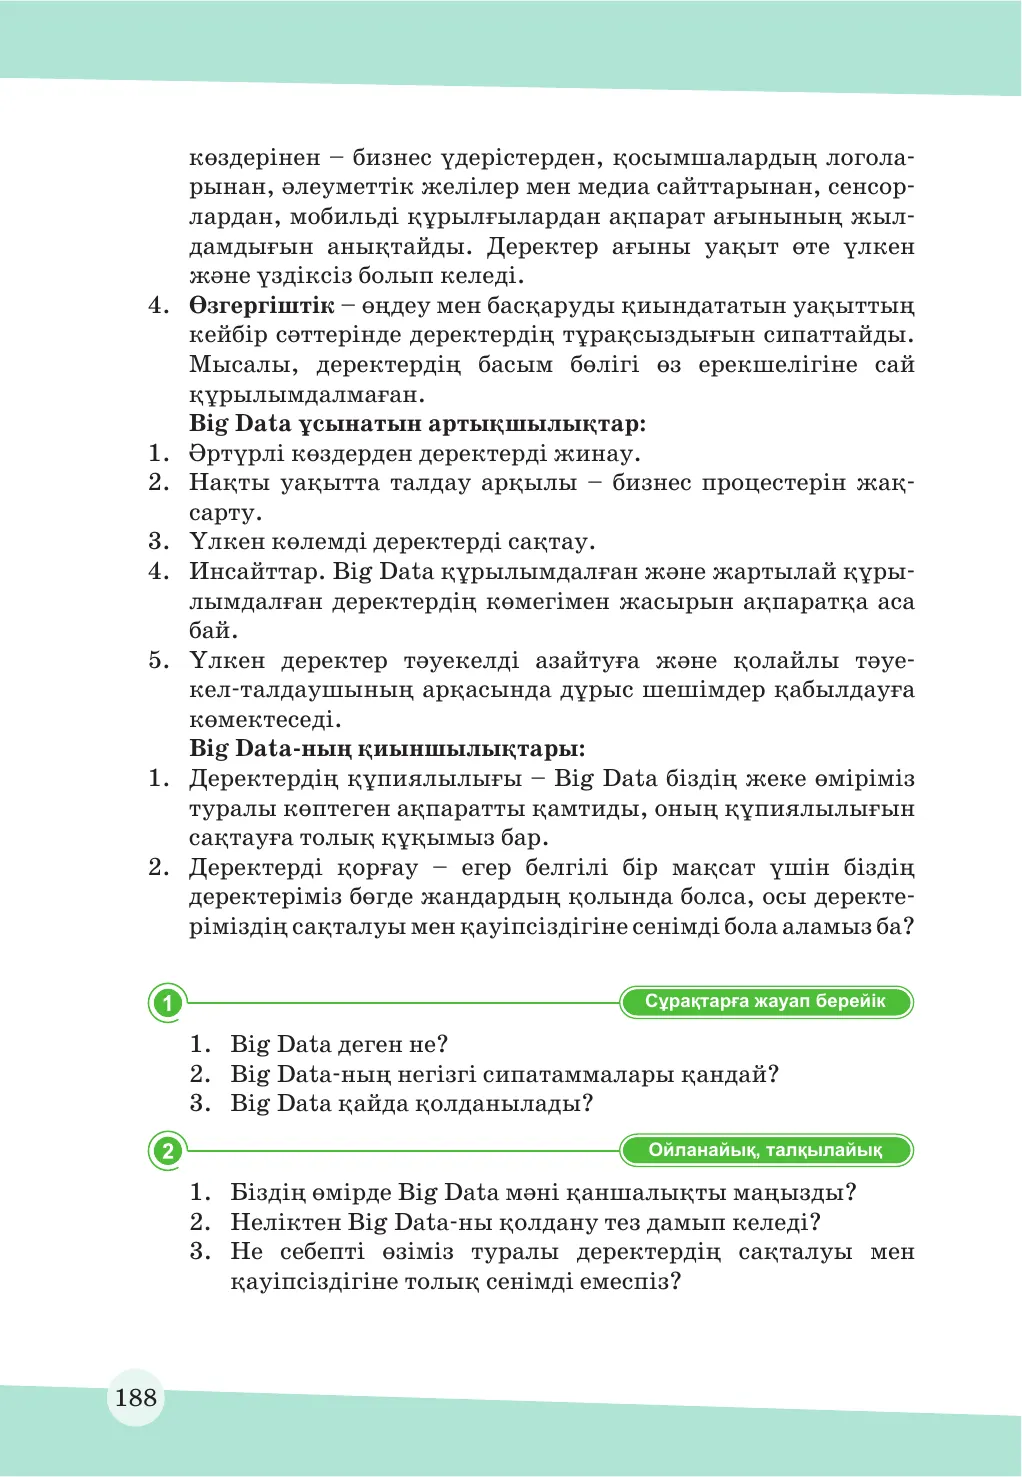 көздерінен – бизнес үдерістерден, қосымшалардың логола-
рынан, әлеуметтік желілер мен медиа сайттарынан, сенсор-
лардан, мобильді құрылғылардан ақпарат ағынының жыл-
дамдығын анықтайды. Деректер ағыны уақыт өте үлкен
және үздіксіз болып келеді.
4. Өзгергіштік – өңдеу мен басқаруды қиындататын уақыттың
кейбір сәттерінде деректердің тұрақсыздығын сипаттайды.
Мысалы, деректердің басым бөлігі өз ерекшелігіне сай
құрылымдалмаған.
Big Data ұсынатын артықшылықтар:
1. Әртүрлі көздерден деректерді жинау.
2. Нақты уақытта талдау арқылы – бизнес процестерін жақ-
сарту.
3. Үлкен көлемді деректерді сақтау.
4. Инсайттар. Big Data құрылымдалған және жартылай құры-
лымдалған деректердің көмегімен жасырын ақпаратқа аса
бай.
5. Үлкен деректер тәуекелді азайтуға және қолайлы тәуе-
кел-талдаушының арқасында дұрыс шешімдер қабылдауға
көмектеседі.
Big Data-ның қиыншылықтары:
1. Деректердің құпиялылығы – Big Data біздің жеке өміріміз
туралы көптеген ақпаратты қамтиды, оның құпиялылығын
сақтауға толық құқымыз бар.
2. Деректерді қорғау – егер белгілі бір мақсат үшін біздің
деректеріміз бөгде жандардың қолында болса, осы деректе-
ріміздің сақталуы мен қауіпсіздігіне сенімді бола аламыз ба?
1 Сұрақтарға жауап берейік
1. Big Data деген не?
2. Big Data-ның негізгі сипатаммалары қандай?
3. Big Data қайда қолданылады?
2 Ойланайық, талқылайық
1. Біздің өмірде Big Data мәні қаншалықты маңызды?
2. Неліктен Big Data-ны қолдану тез дамып келеді?
3. Не себепті өзіміз туралы деректердің сақталуы мен
қауіпсіздігіне толық сенімді емеспіз?
188